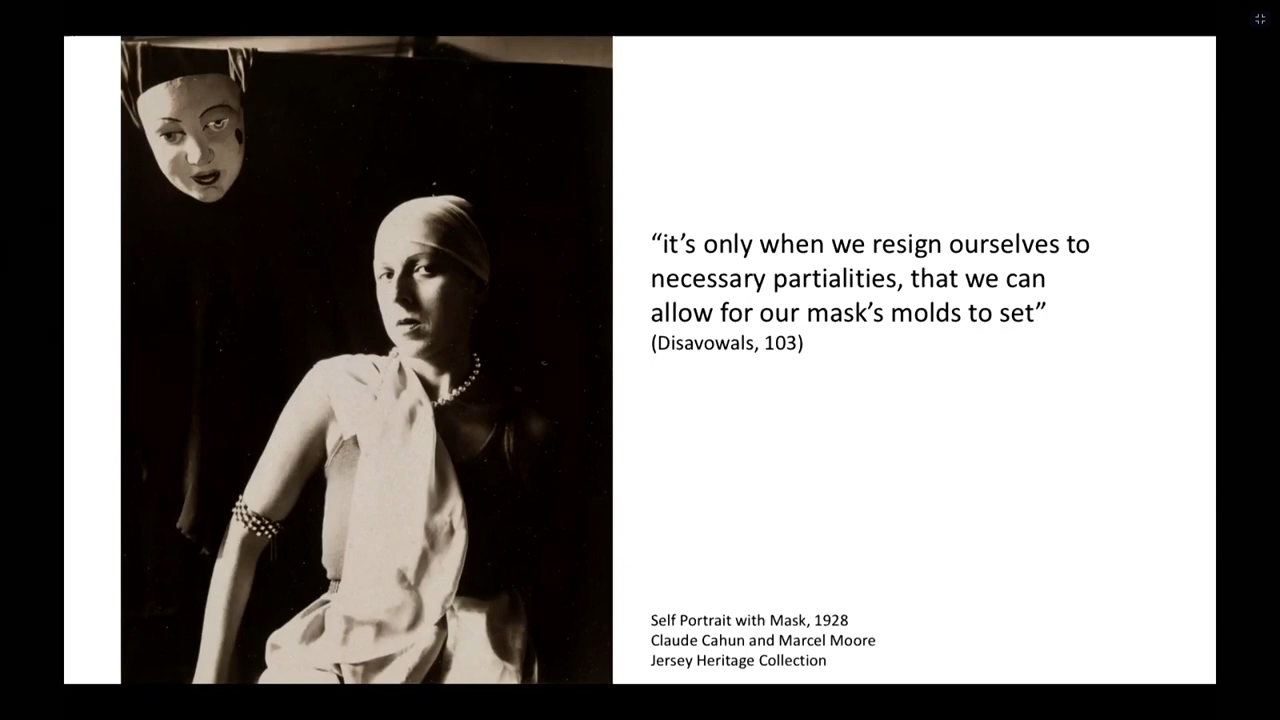 “it’s only when we resign ourselves to
necessary partialities, that we can
allow for our mask’s molds to set”
(Disavowals, 103)
Self Portrait with Mask, 1928
Claude Cahun and Marcel Moore
Jersey Heritage Collection